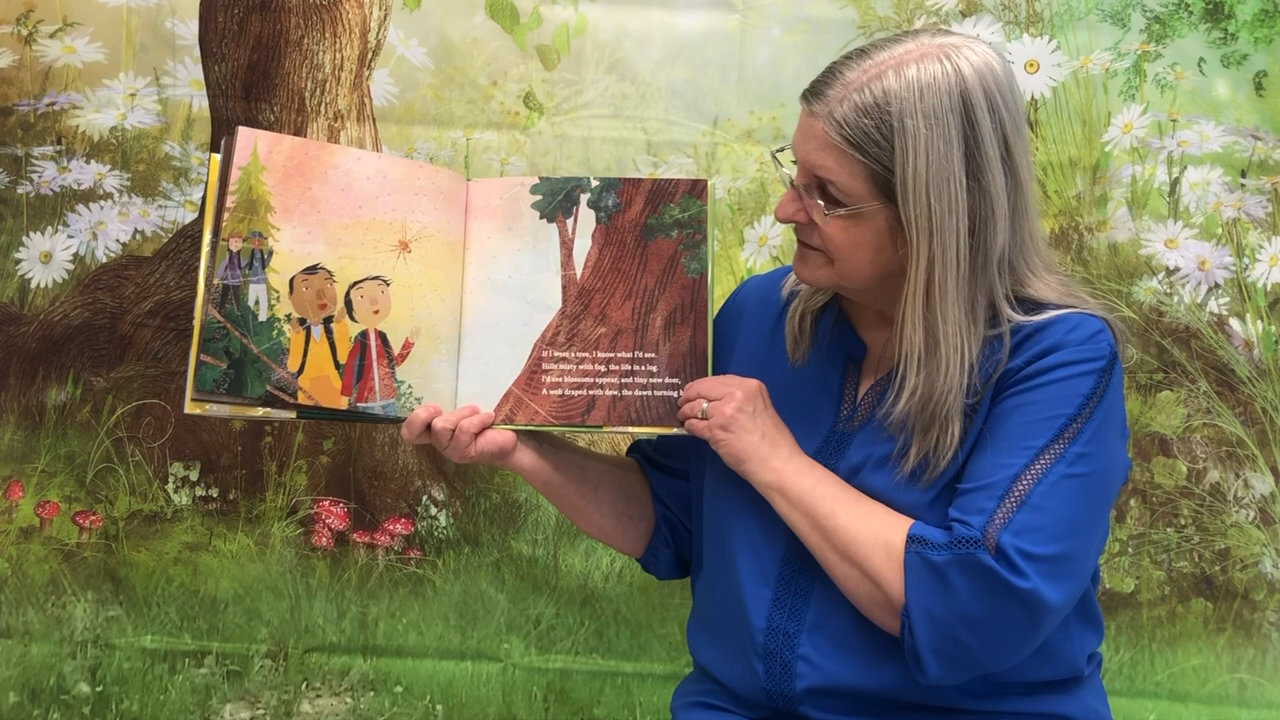 If I were a tree, I know what I'd see.
Hills misty with fog, the life in a log.
I'd see blossoms appear, and tiny new deer,
A web draped with dew, the dawn turning